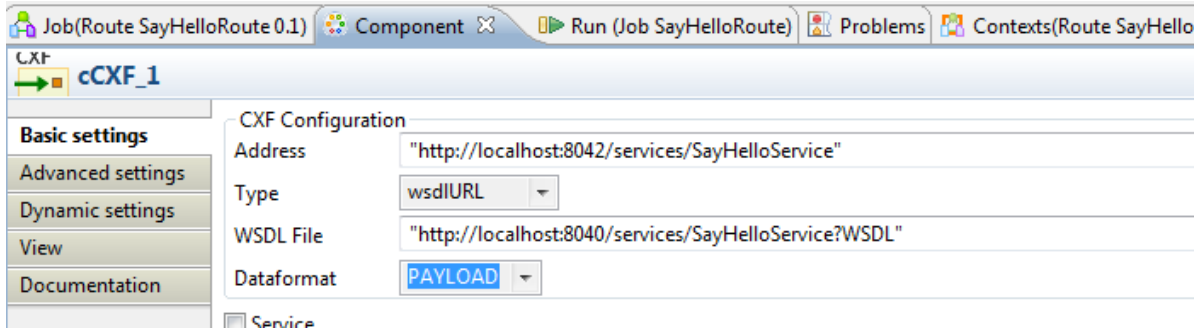 Job(Route SayHelloRoute 0.1) Component Run (Job SayHelloRoute) Problems Contexts(Route SayHello
CXF
cCXF_1
Basic settings
Advanced settings
Dynamic settings
View
Documentation
CXF Configuration
Address "http://localhost:8042/services/SayHelloService"
Type wsdlURL
WSDL File "http://localhost:8040/services/SayHelloService?WSDL"
Dataformat PAYLOAD
Service